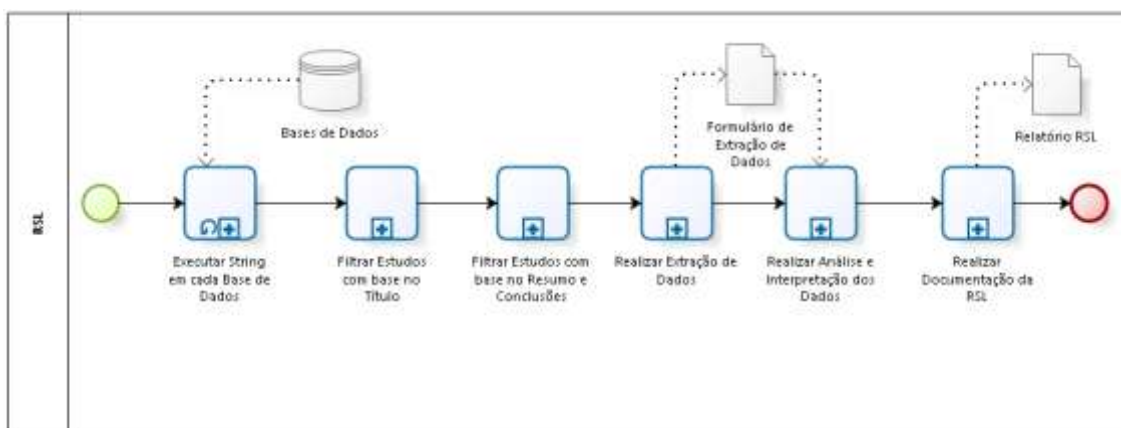 RSL
Bases de Dados
Formulário de
Extração de
Dados
Relatório RSL
Executar String
em cada Base de
Dados
Filtrar Estudos
com base no
Título
Filtrar Estudos com
base no Resumo e
Conclusões
Realizar Extração de
Dados
Realizar Análise e
Interpretação dos
Dados
Realizar
Documentação da
RSL